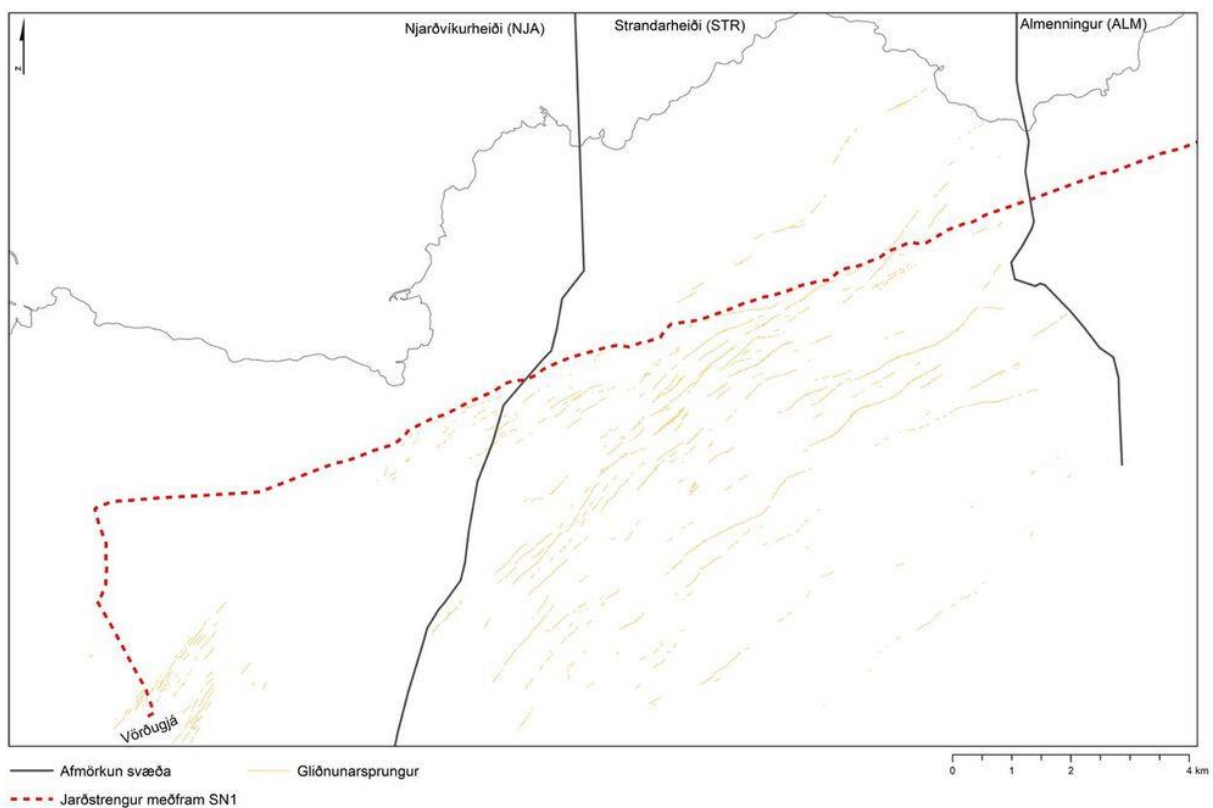 Njarðvíkurheiði (NJA)
Strandarheiði (STR)
Almenningur (ALM)
N
Vörðugjá
Afmörkun svæða
Gliðnunarsprungur
Jarðstrengur meðfram SN1
0 1 2 4 km